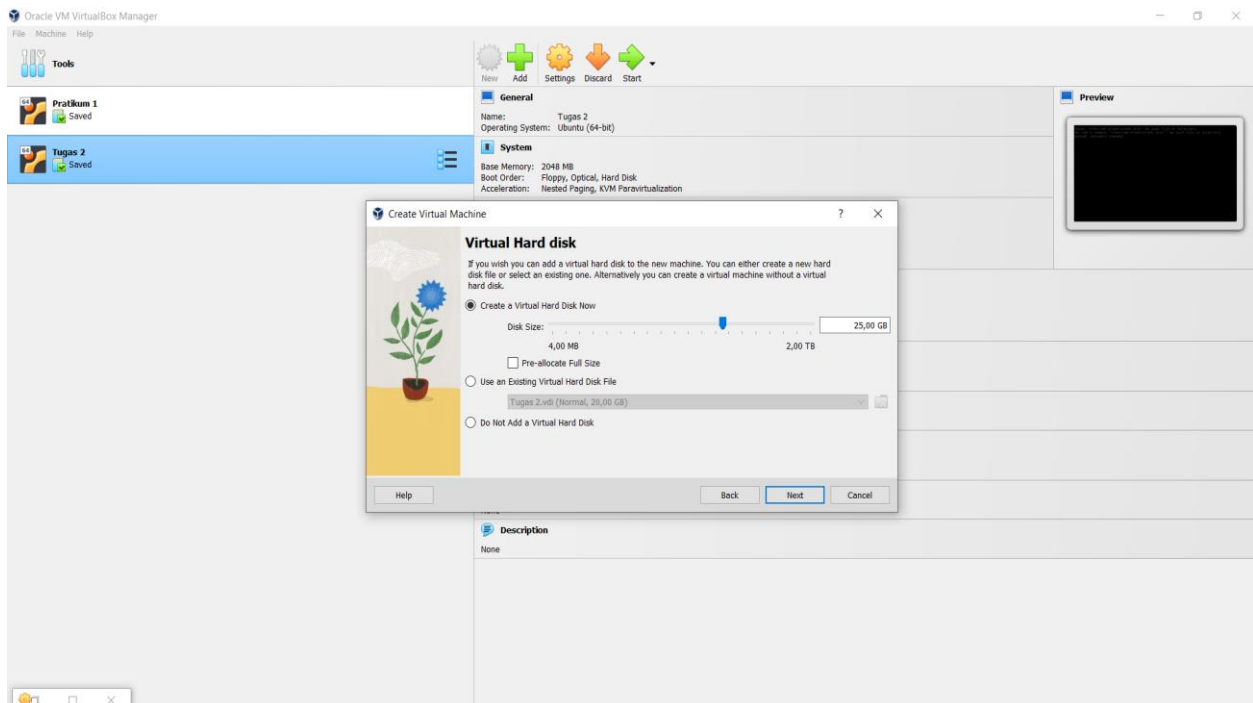 Oracle VM VirtualBox Manager
File Machine Help
Tools
New Add Settings Discard Start
64
Pratikum 1
Saved
64
Tugas 2
Saved
General
Name: Tugas 2
Operating System: Ubuntu (64-bit)
System
Base Memory: 2048 MB
Boot Order: Floppy, Optical, Hard Disk
Acceleration: Nested Paging, KVM Paravirtualization
Preview
Create Virtual Machine ?
Virtual Hard disk
If you wish you can add a virtual hard disk to the new machine. You can either create a new hard
disk file or select an existing one. Alternatively you can create a virtual machine without a virtual
hard disk.
Create a Virtual Hard Disk Now
Disk Size: 25,00 GB
4,00 MB 2,00 TB
Pre-allocate Full Size
Use an Existing Virtual Hard Disk File
Tugas 2.vdi (Normal, 20,00 GB)
Do Not Add a Virtual Hard Disk
Help Back Next Cancel
Description
None